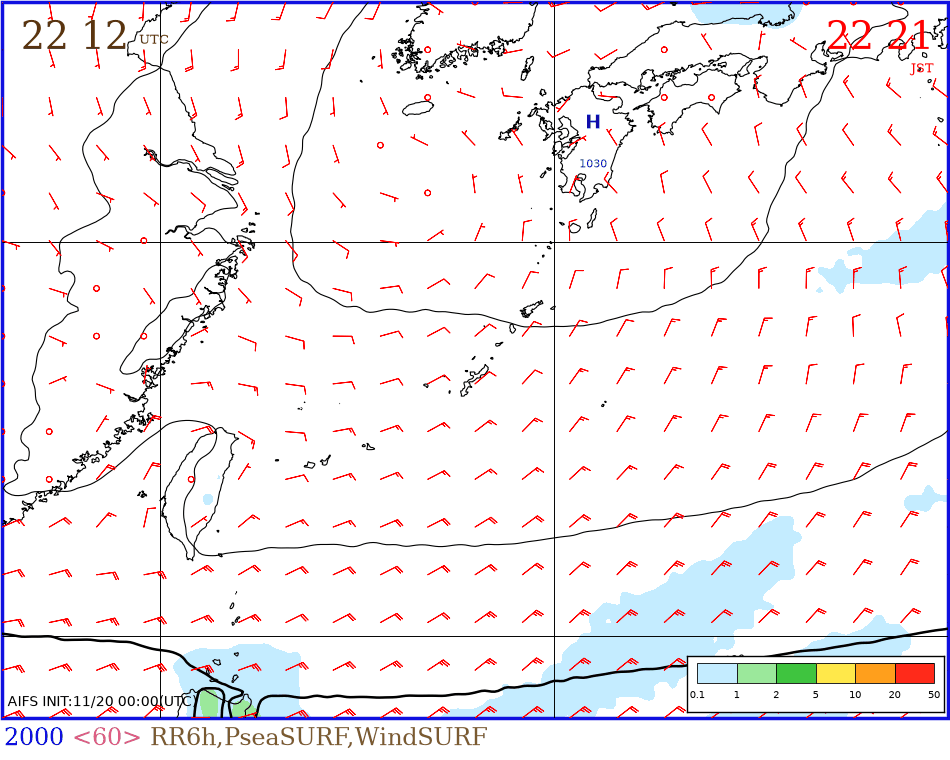 22 12 UTC
22 21
JST
H
1030
0.1 1 2 5 10 20 50
AIFS INIT:11/20 00:00(UTC)
2000 <60> RR6h,PseaSURF,WindSURF